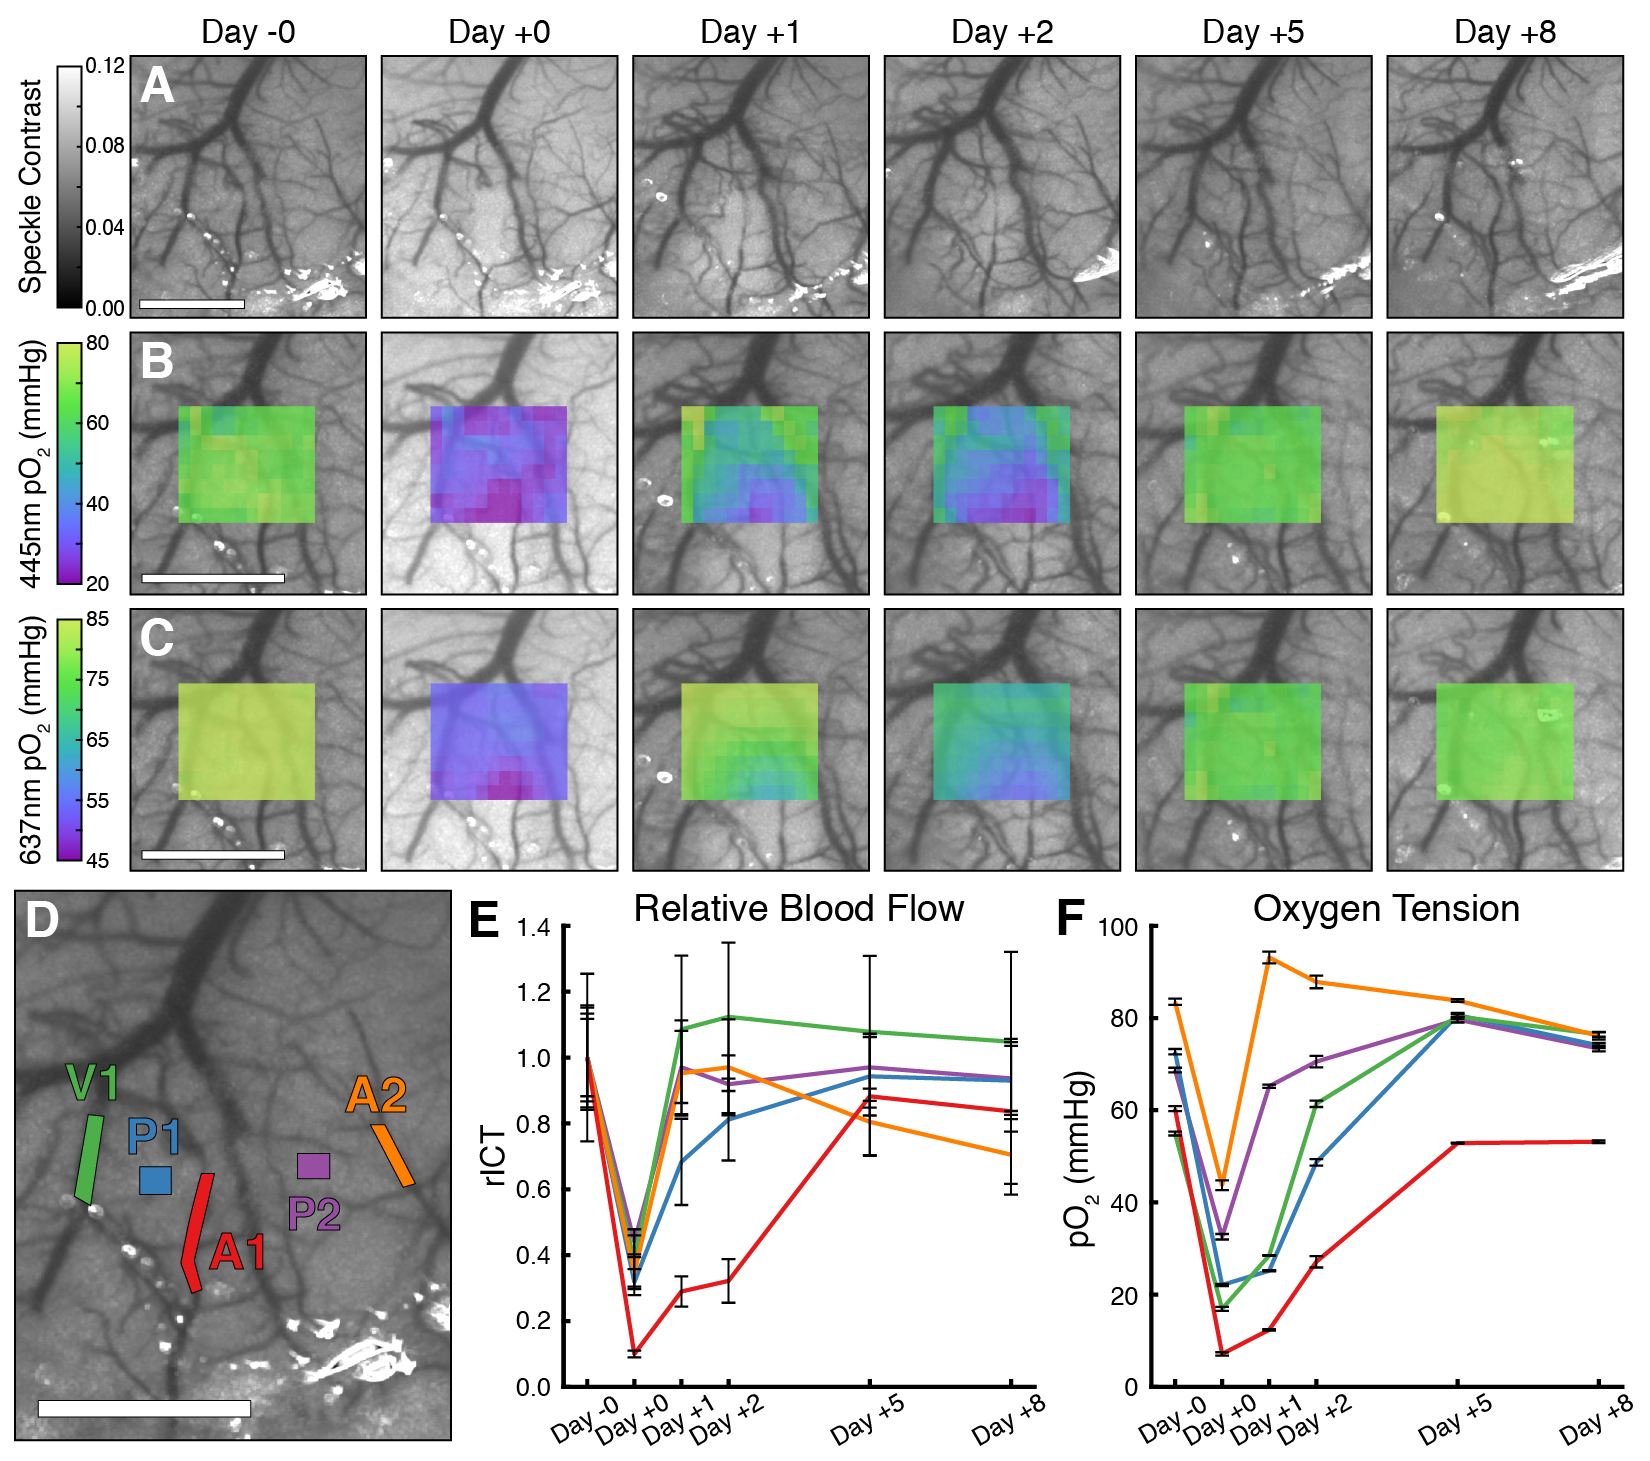 Day -0 Day +0 Day +1 Day +2 Day +5 Day +8
A
Speckle Contrast
0.12
0.08
0.04
0.00
B
445nm pO2 (mmHg)
80
60
40
20
C
637nm pO2 (mmHg)
85
75
65
55
45
D
V1
P1
A2
P2
A1
E
Relative Blood Flow
rICT
1.4
1.2
1.0
0.8
0.6
0.4
0.2
0.0
Day -0 Day +0 Day +1 Day +2 Day +5 Day +8
F
Oxygen Tension
pO2 (mmHg)
100
80
60
40
20
0
Day -0 Day +0 Day +1 Day +2 Day +5 Day +8